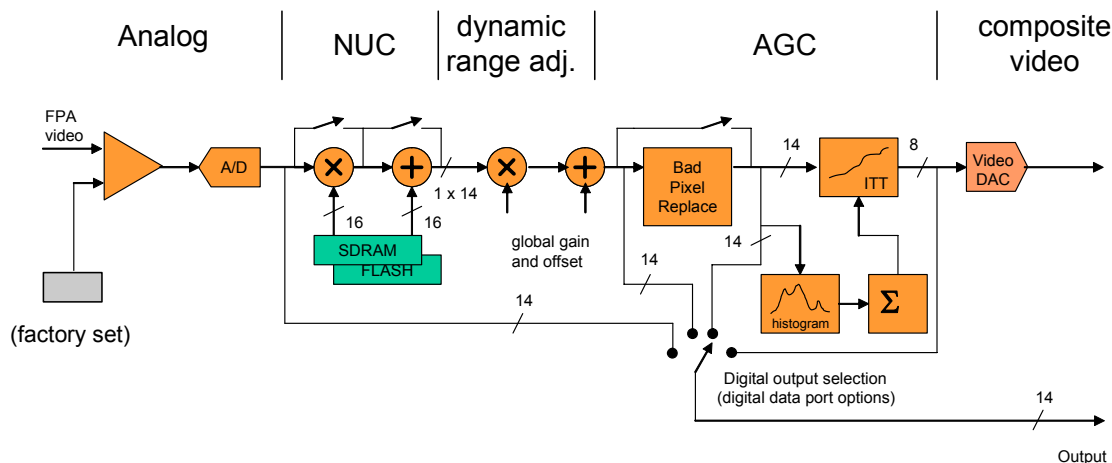 Analog
NUC
dynamic
range adj.
AGC
composite
video
FPA
video
A/D
×
+
1 x 14
×
+
Bad
Pixel
Replace
14
ITT
8
Video
DAC
16
16
SDRAM
FLASH
global gain
and offset
14
14
histogram
Σ
(factory set)
14
Digital output selection
(digital data port options)
14
Output